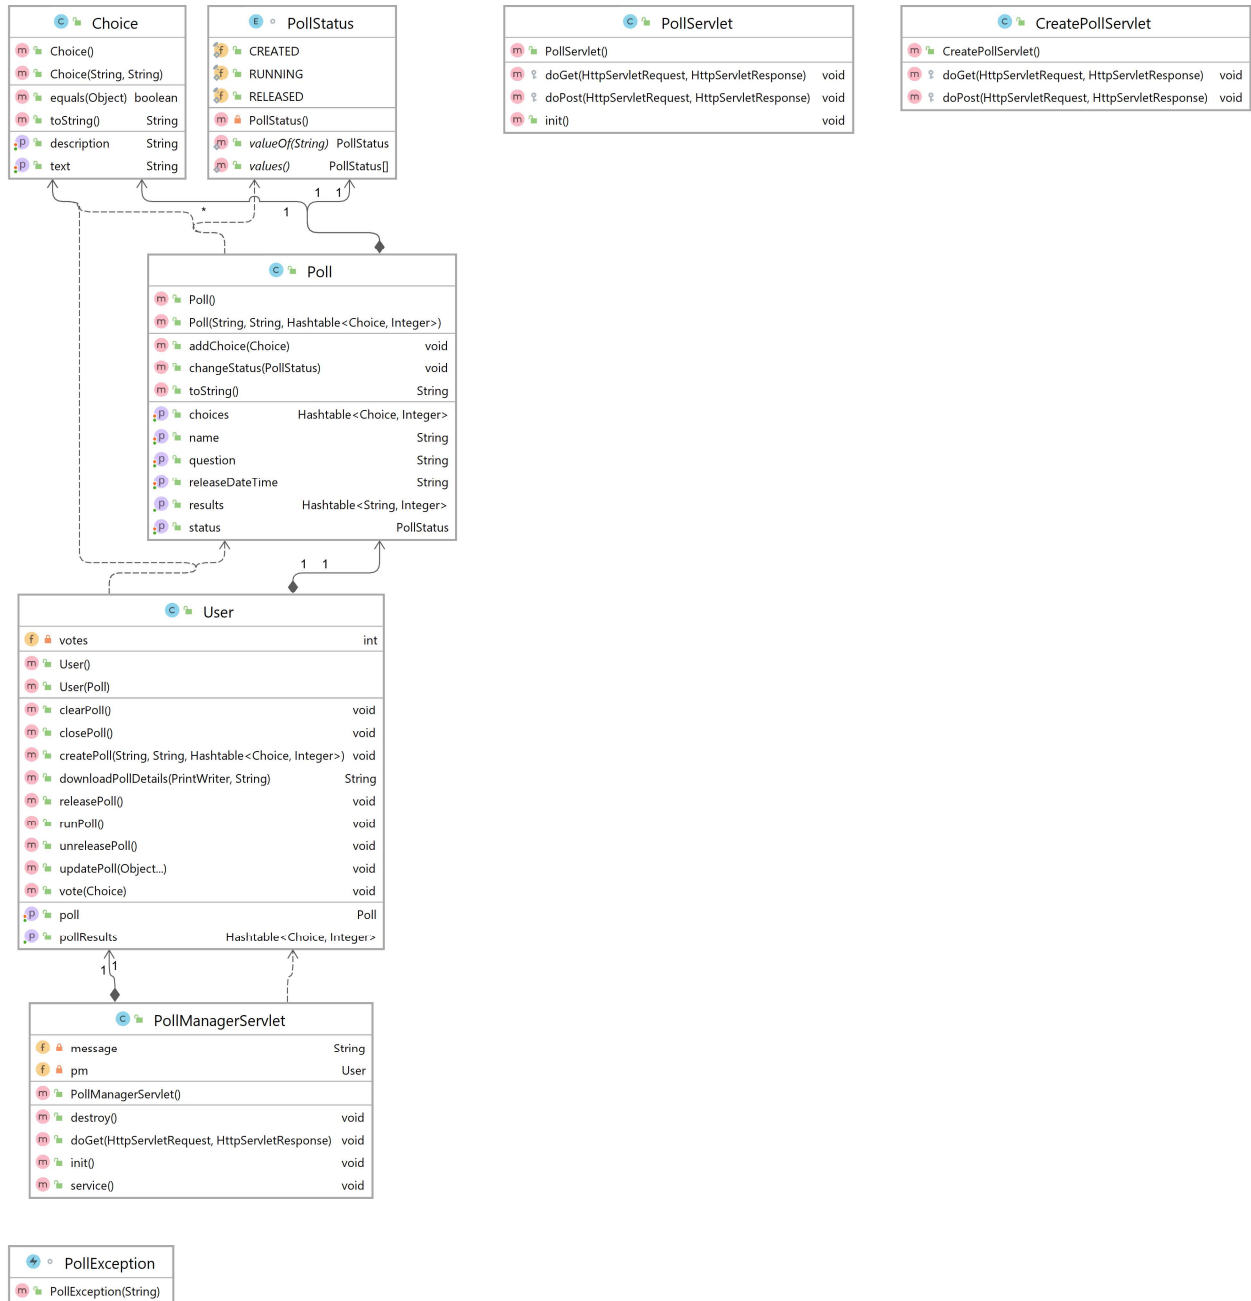 Choice
Choice()
Choice(String, String)
equals(Object) boolean
toString() String
description String
text String
PollStatus
CREATED
RUNNING
RELEASED
PollStatus()
valueOf(String) PollStatus
values() PollStatus[]
PollServlet
PollServlet()
doGet(HttpServletRequest, HttpServletResponse) void
doPost(HttpServletRequest, HttpServletResponse) void
init() void
CreatePollServlet
CreatePollServlet()
doGet(HttpServletRequest, HttpServletResponse) void
doPost(HttpServletRequest, HttpServletResponse) void
1 1
* 1
Poll
Poll()
Poll(String, String, Hashtable<Choice, Integer>)
addChoice(Choice) void
changeStatus(PollStatus) void
toString() String
choices Hashtable<Choice, Integer>
name String
question String
releaseDateTime String
results Hashtable<String, Integer>
status PollStatus
1 1
User
votes int
User()
User(Poll)
clearPoll() void
closePoll() void
createPoll(String, String, Hashtable<Choice, Integer>) void
downloadPollDetails(PrintWriter, String) String
releasePoll() void
runPoll() void
unreleasePoll() void
updatePoll(Object...) void
vote(Choice) void
poll Poll
pollResults Hashtable<Choice, Integer>
1 1
PollManagerServlet
message String
pm User
PollManagerServlet()
destroy() void
doGet(HttpServletRequest, HttpServletResponse) void
init() void
service() void
PollException
PollException(String)